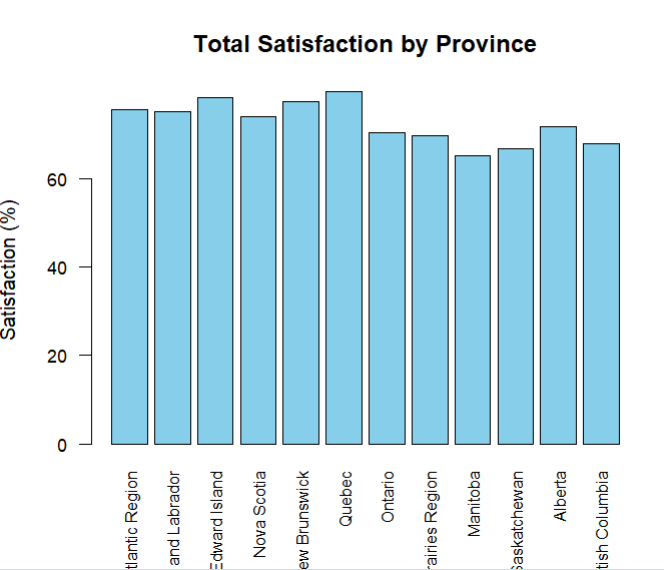 Total Satisfaction by Province
Satisfaction (%)
60
40
20
0
tlantic Region
and Labrador
Edward Island
Nova Scotia
ew Brunswick
Quebec
Ontario
rairies Region
Manitoba
Saskatchewan
Alberta
tish Columbia